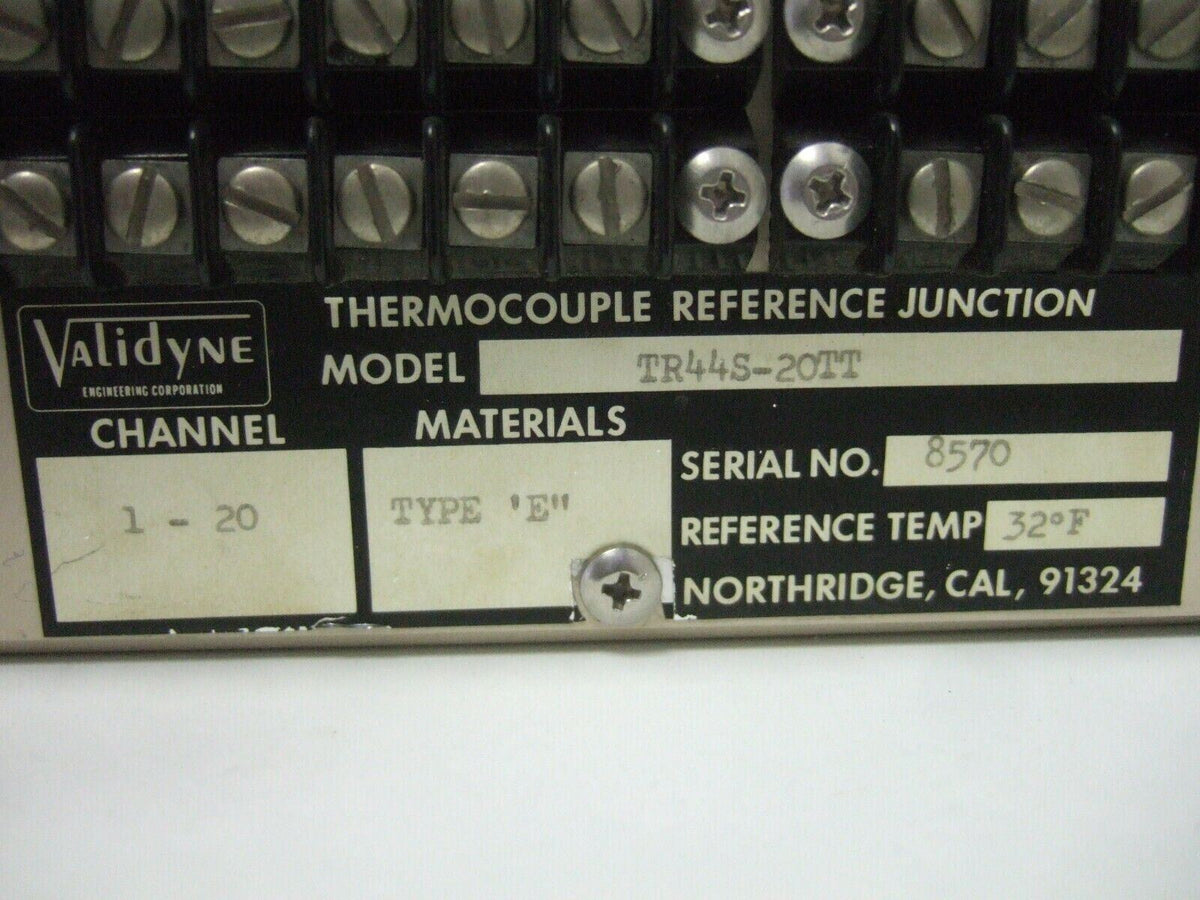 VALIDYNE
ENGINEERING CORPORATION
THERMOCOUPLE REFERENCE JUNCTION
MODEL TR44S-20TT
CHANNEL
1 - 20
MATERIALS
TYPE 'E"
SERIAL NO. 8570
REFERENCE TEMP 32°F
NORTHRIDGE, CAL, 91324